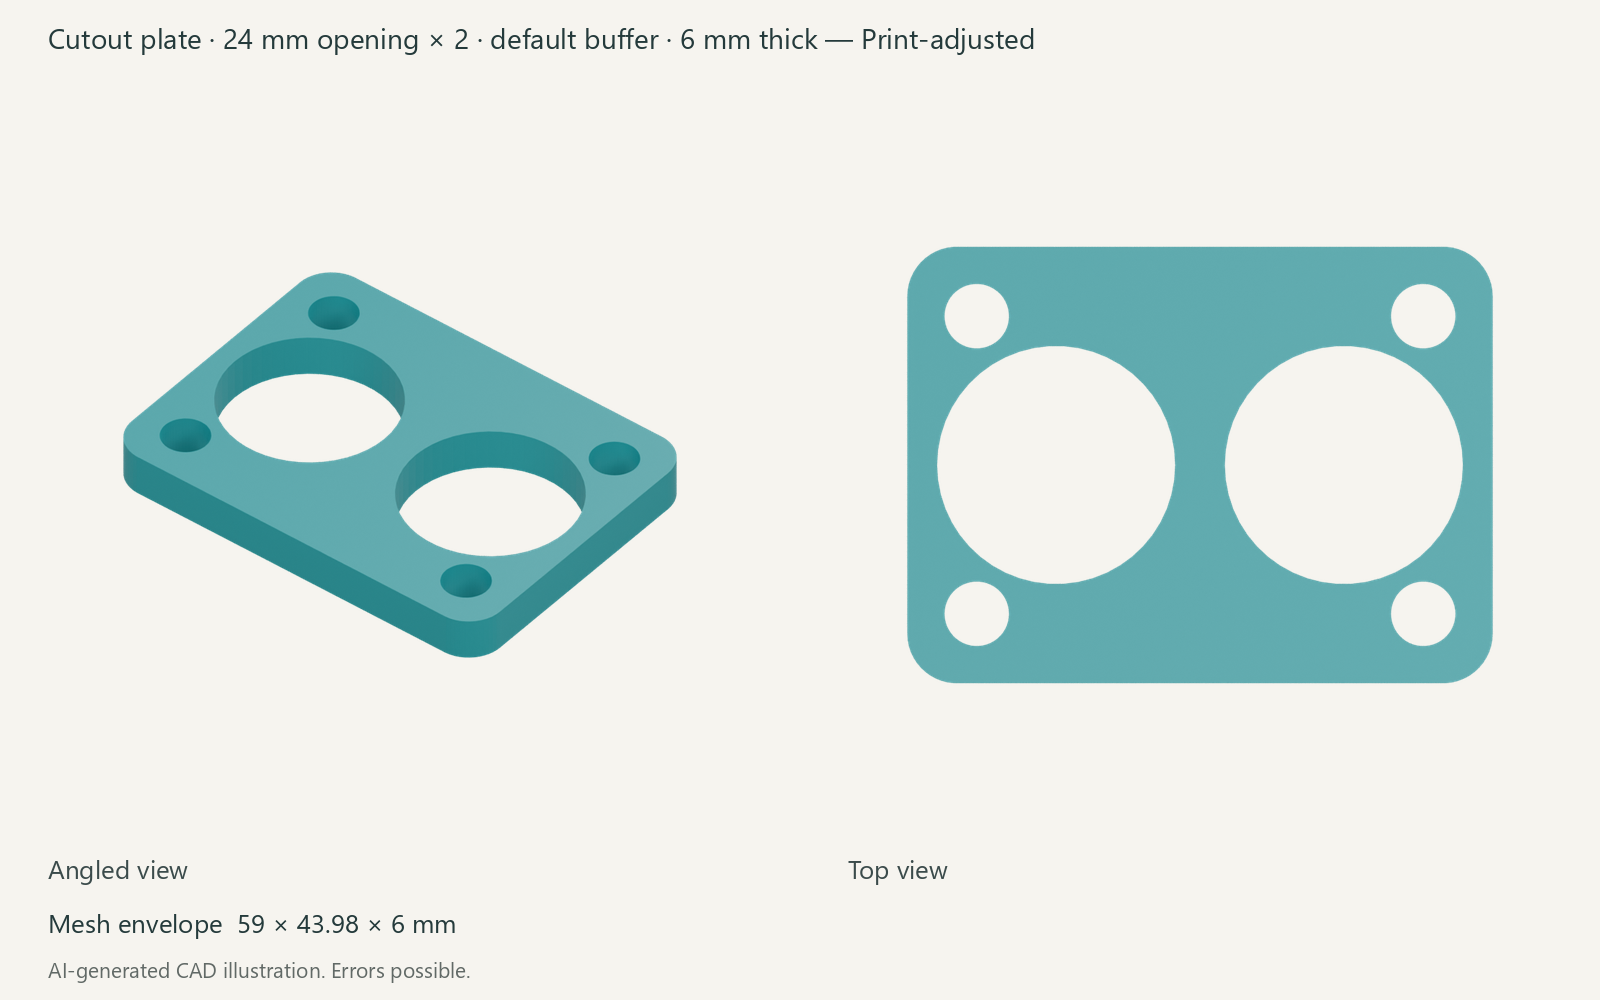 Cutout plate · 24 mm opening × 2 · default buffer · 6 mm thick — Print-adjusted
Angled view
Top view
Mesh envelope 59 × 43.98 × 6 mm
AI-generated CAD illustration. Errors possible.